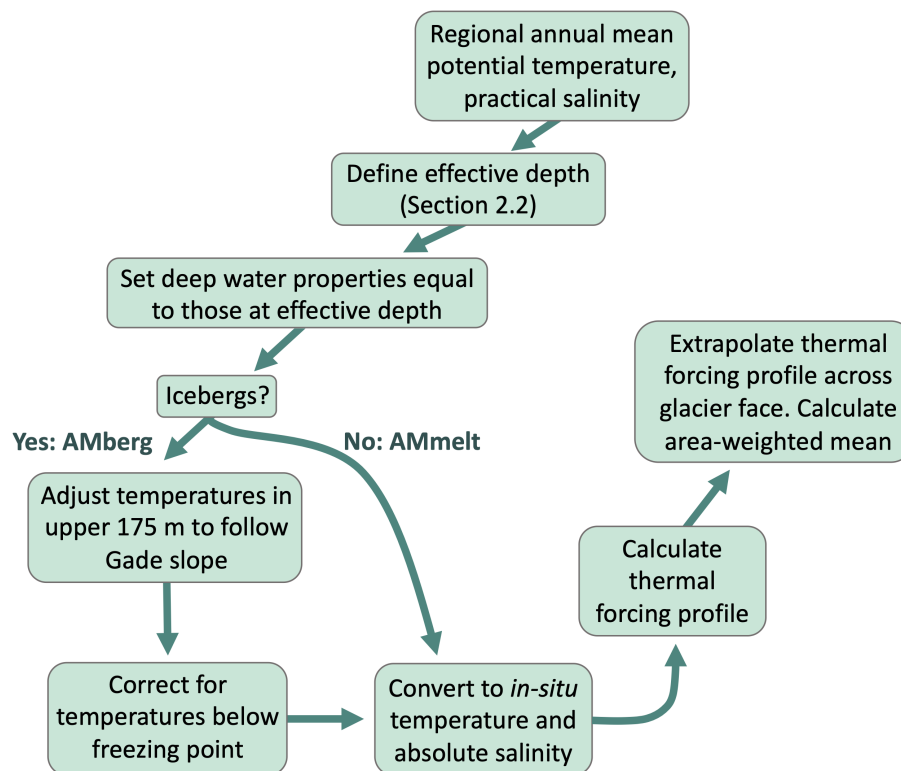 Regional annual mean
potential temperature,
practical salinity
Define effective depth
(Section 2.2)
Set deep water properties equal
to those at effective depth
Icebergs?
Yes: AMberg
No: AMmelt
Adjust temperatures in
upper 175 m to follow
Gade slope
Correct for
temperatures below
freezing point
Convert to in-situ
temperature and
absolute salinity
Calculate
thermal
forcing profile
Extrapolate thermal
forcing profile across
glacier face. Calculate
area-weighted mean